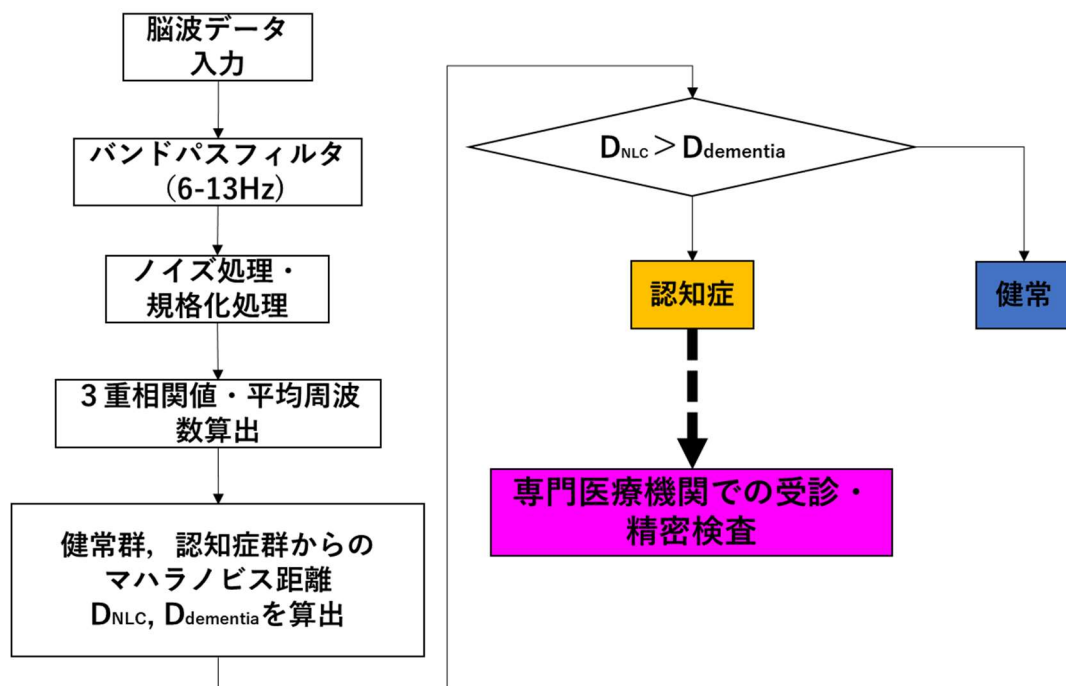 脳波データ
入力
バンドパスフィルタ
(6-13Hz)
ノイズ処理・
規格化処理
３重相関値・平均周波
数算出
健常群，認知症群からの
マハラノビス距離
DNLC, Ddementiaを算出
DNLC＞Ddementia
認知症
健常
専門医療機関での受診・
精密検査